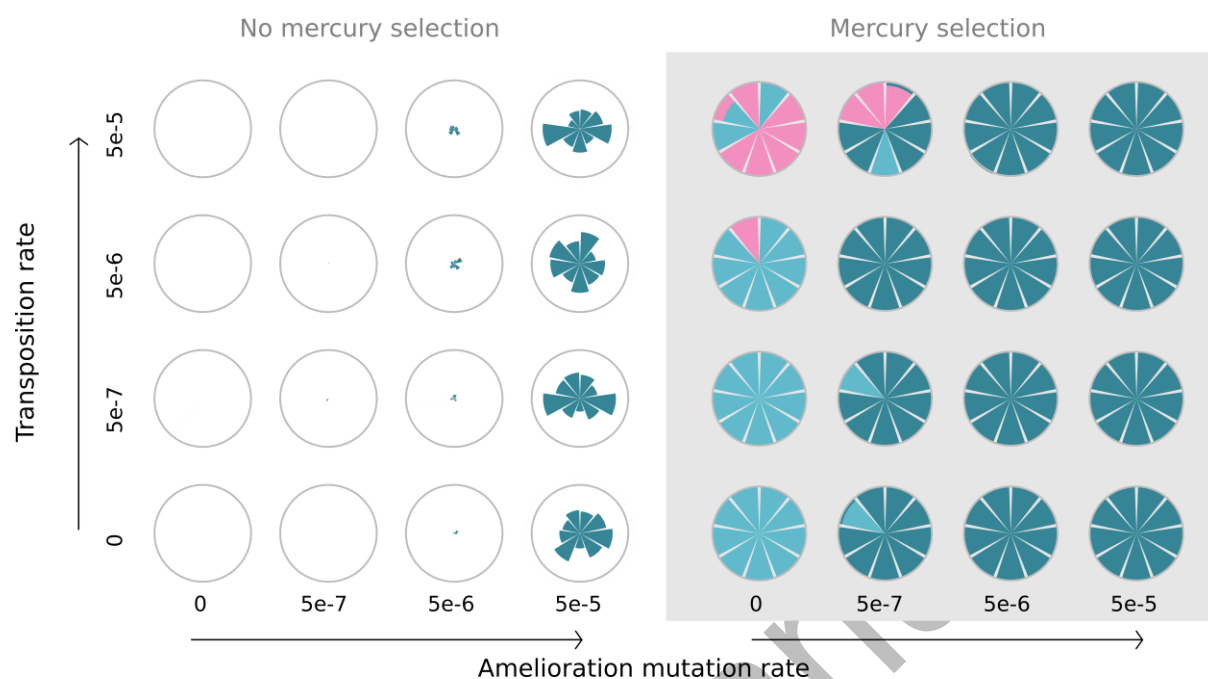 No mercury selection
Mercury selection
Transposition rate
5e-5
5e-6
5e-7
0
0
5e-7
5e-6
5e-5
0
5e-7
5e-6
5e-5
Amelioration mutation rate